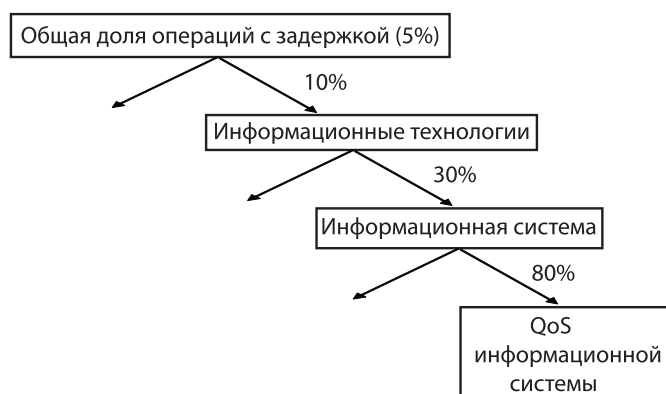 Общая доля операций с задержкой (5%)
10%
Информационные технологии
30%
Информационная система
80%
QoS
информационной
системы